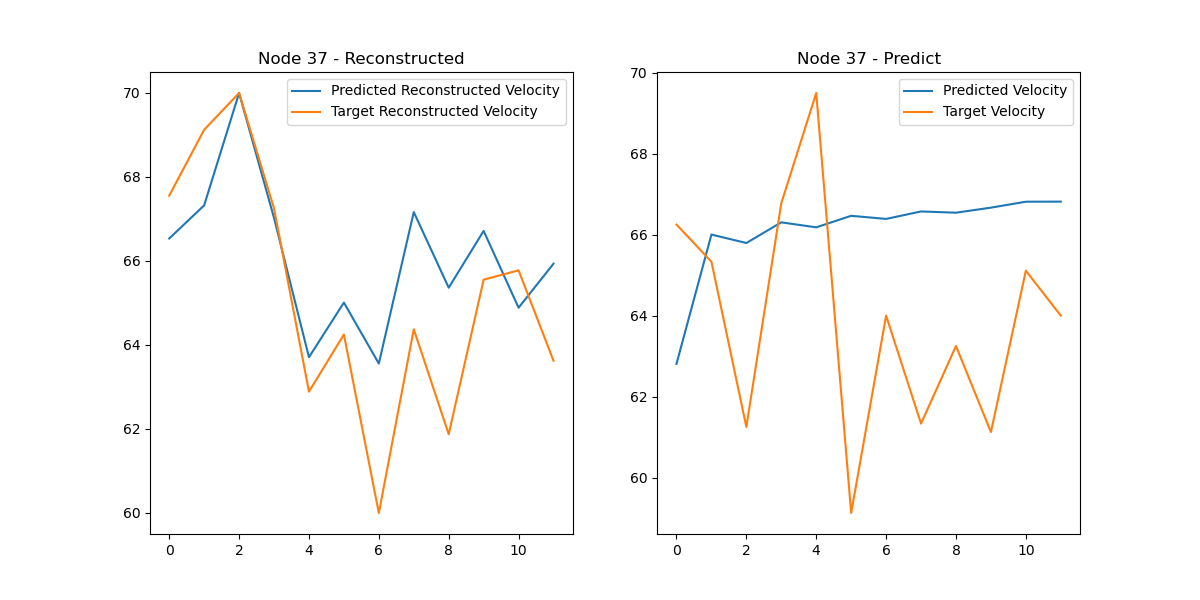 Node 37 - Reconstructed
Predicted Reconstructed Velocity
Target Reconstructed Velocity
70
68
66
64
62
60
0 2 4 6 8 10
Node 37 - Predict
Predicted Velocity
Target Velocity
70
68
66
64
62
60
0 2 4 6 8 10